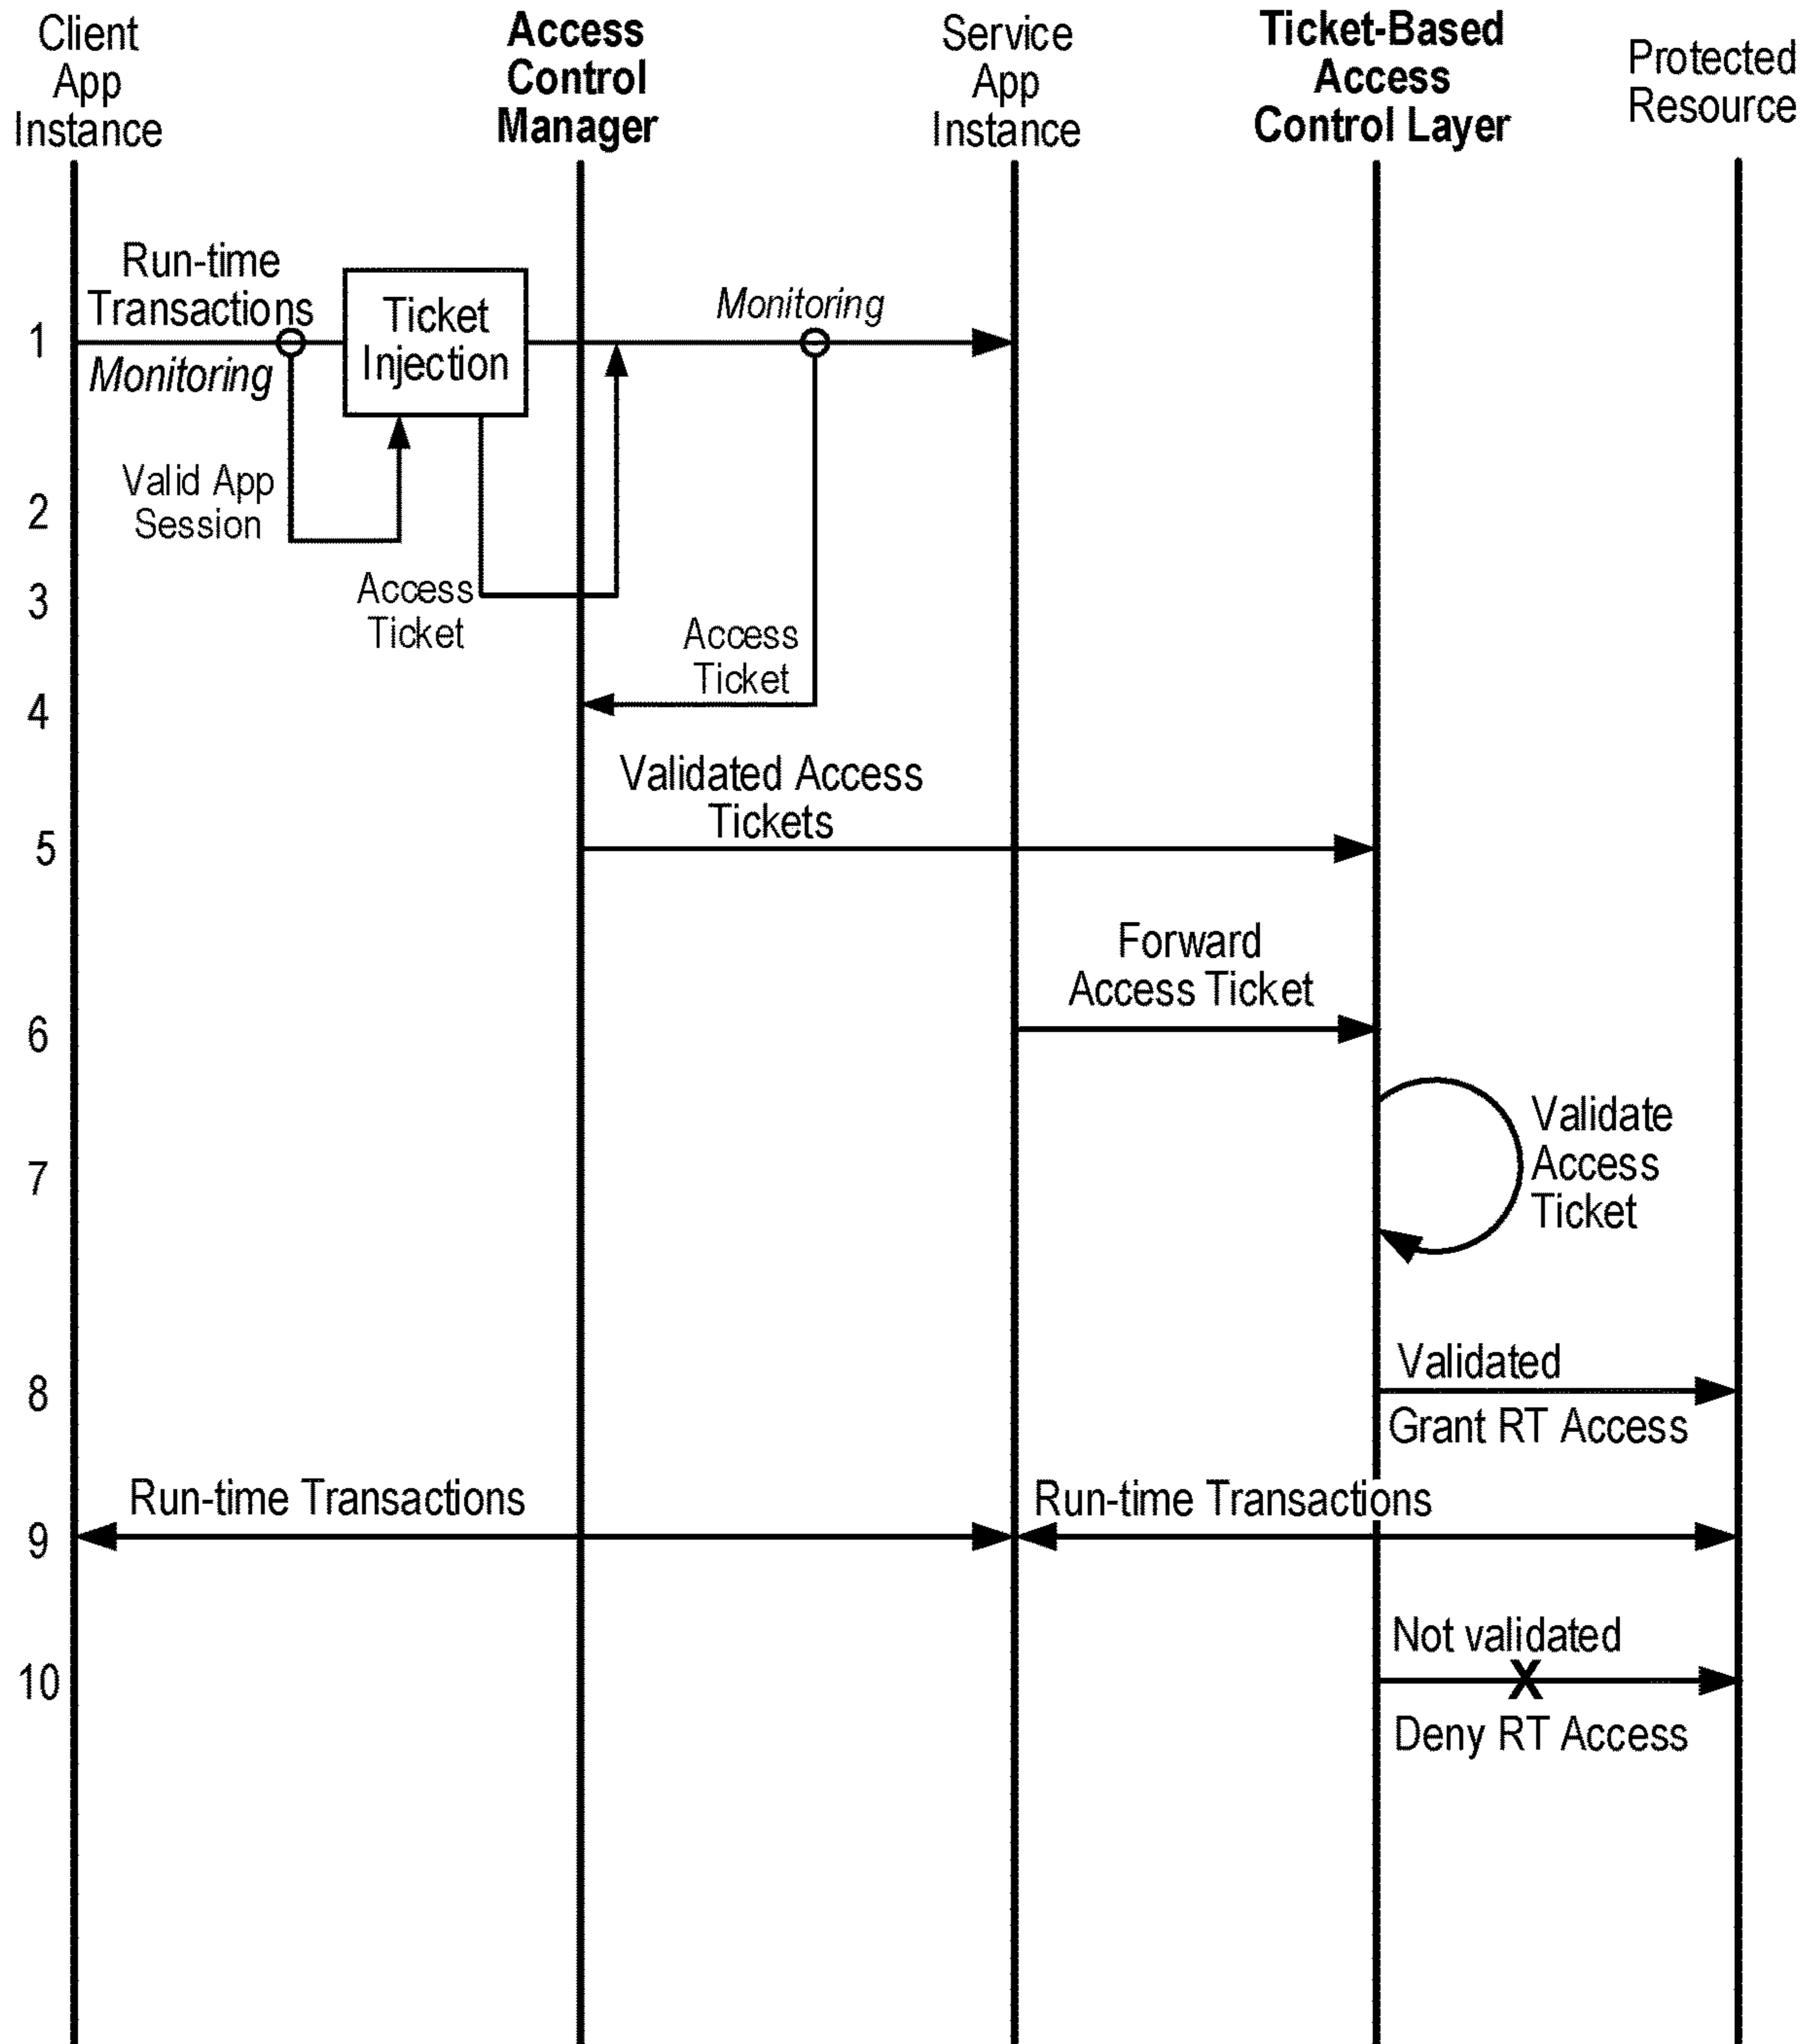 Client
App
Instance
Access
Control
Manager
Service
App
Instance
Ticket-Based
Access
Control Layer
Protected
Resource
Run-time
Transactions
Monitoring
Ticket
Injection
Monitoring
1
Valid App
Session
2
Access
Ticket
3
Access
Ticket
4
Validated Access
Tickets
5
Forward
Access Ticket
6
Validate
Access
Ticket
7
Validated
Grant RT Access
8
Run-time Transactions
Run-time Transactions
9
Not validated
X
Deny RT Access
10